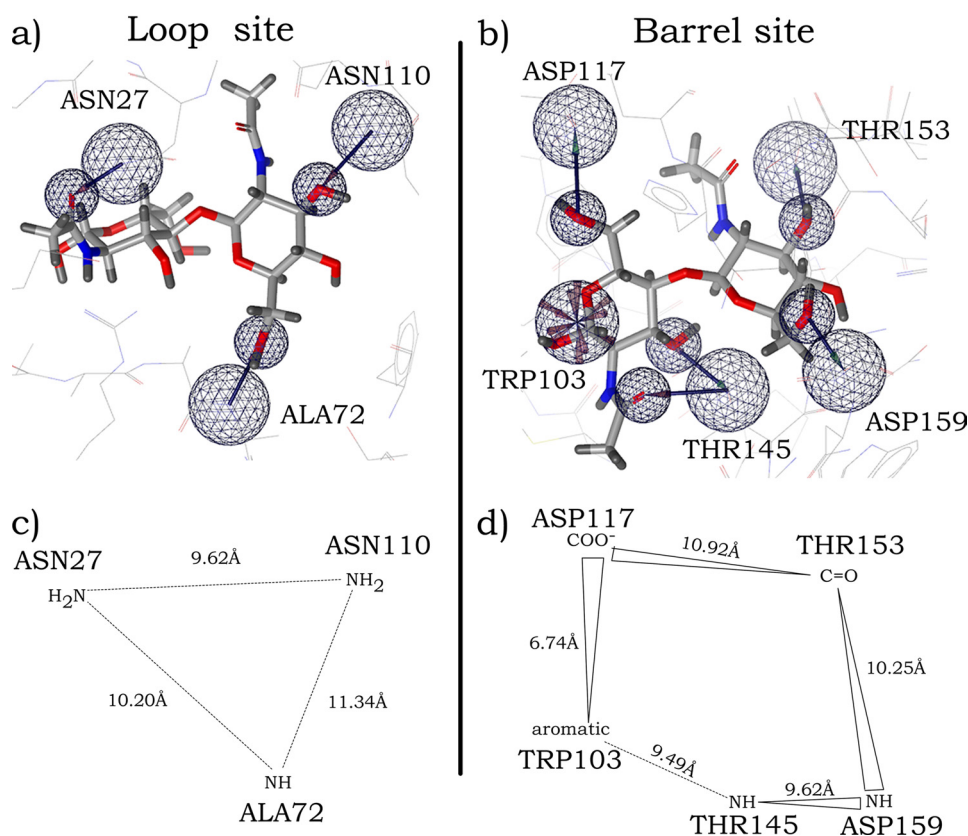 a) Loop site
ASN27
ASN110
ALA72
b) Barrel site
ASP117
THR153
TRP103
THR145
ASP159
c)
ASN27
H2N
9.62Å
ASN110
NH2
10.20Å
11.34Å
NH
ALA72
d)
ASP117
COO-
10.92Å
THR153
C=O
6.74Å
10.25Å
aromatic
TRP103
9.49Å
NH
9.62Å
NH
THR145
ASP159